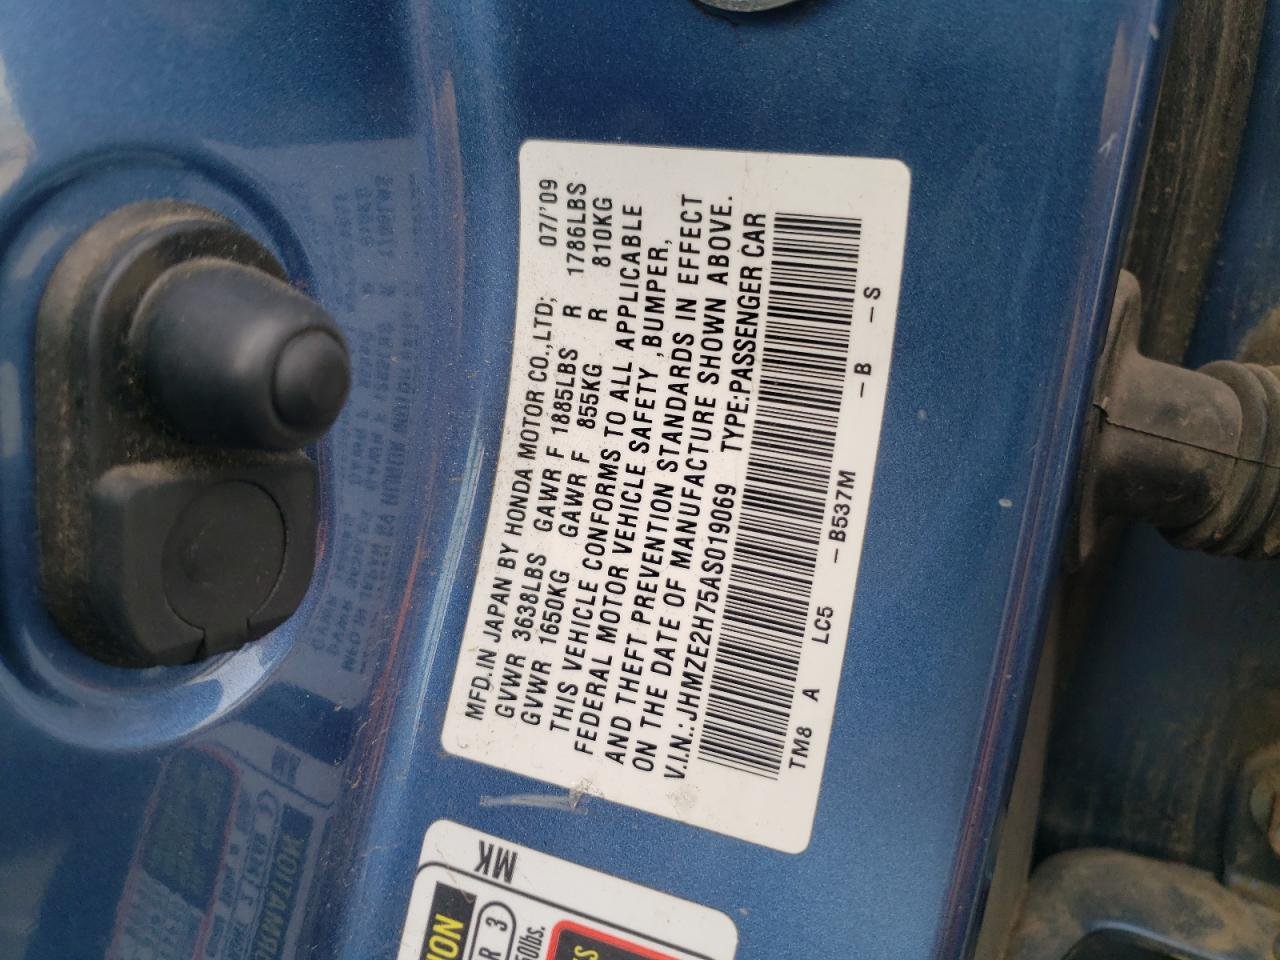 MFD.IN JAPAN BY HONDA MOTOR CO.,LTD; 07/'09
GVWR 3638LBS GAWR F 1885LBS R 1786LBS
GVWR 1650KG GAWR F 855KG R 810KG
THIS VEHICLE CONFORMS TO ALL APPLICABLE
FEDERAL MOTOR VEHICLE SAFETY ,BUMPER,
AND THEFT PREVENTION STANDARDS IN EFFECT
ON THE DATE OF MANUFACTURE SHOWN ABOVE.
V.I.N.:JHMZE2H75AS019069 TYPE:PASSENGER CAR
TM8 A LC5 -B537M -B -S
MK
R 3